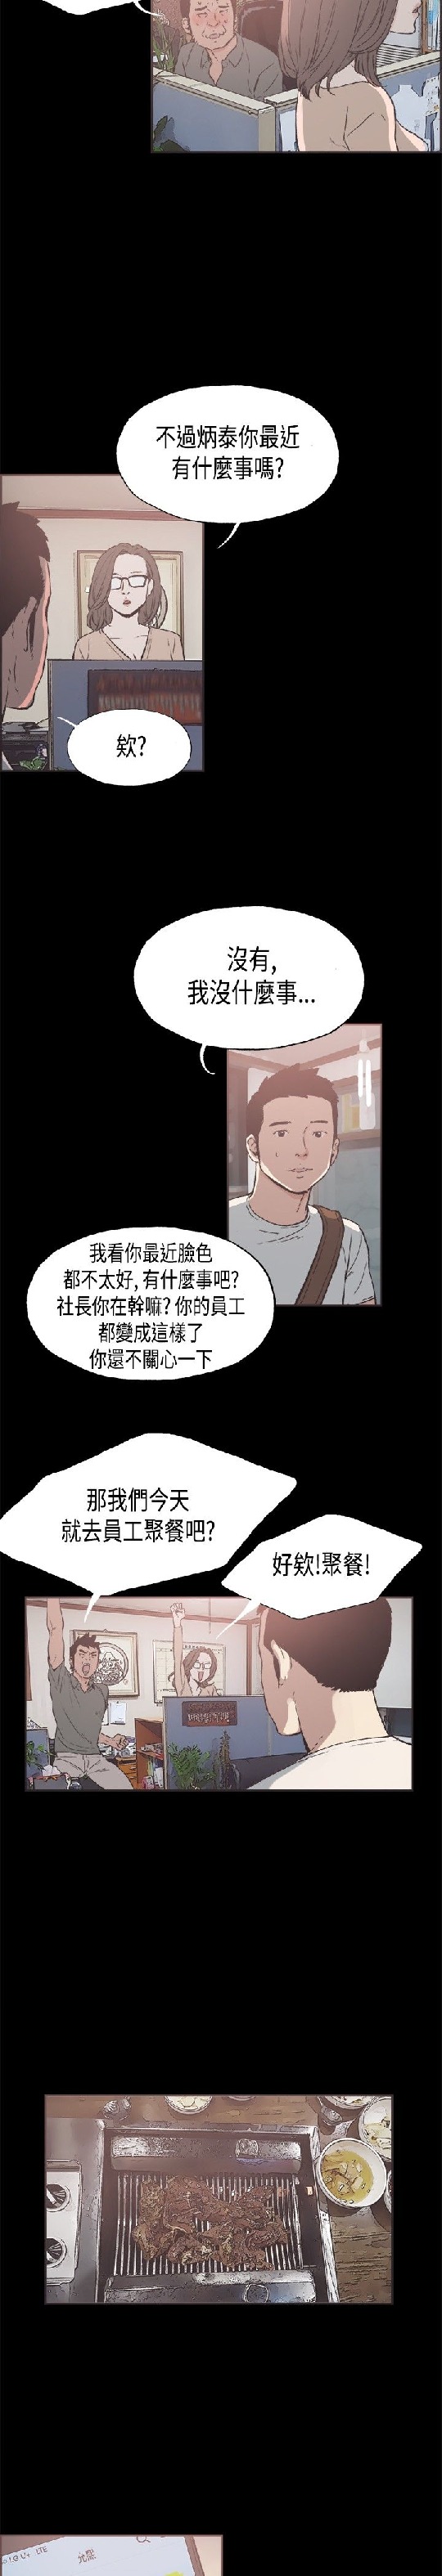 不過炳泰你最近
有什麼事嗎?
欸?
沒有,
我沒什麼事...
我看你最近臉色
都不太好, 有什麼事吧?
社長你在幹嘛? 你的員工
都變成這樣了
你還不關心一下
那我們今天
就去員工聚餐吧?
好欸!聚餐!
LTE